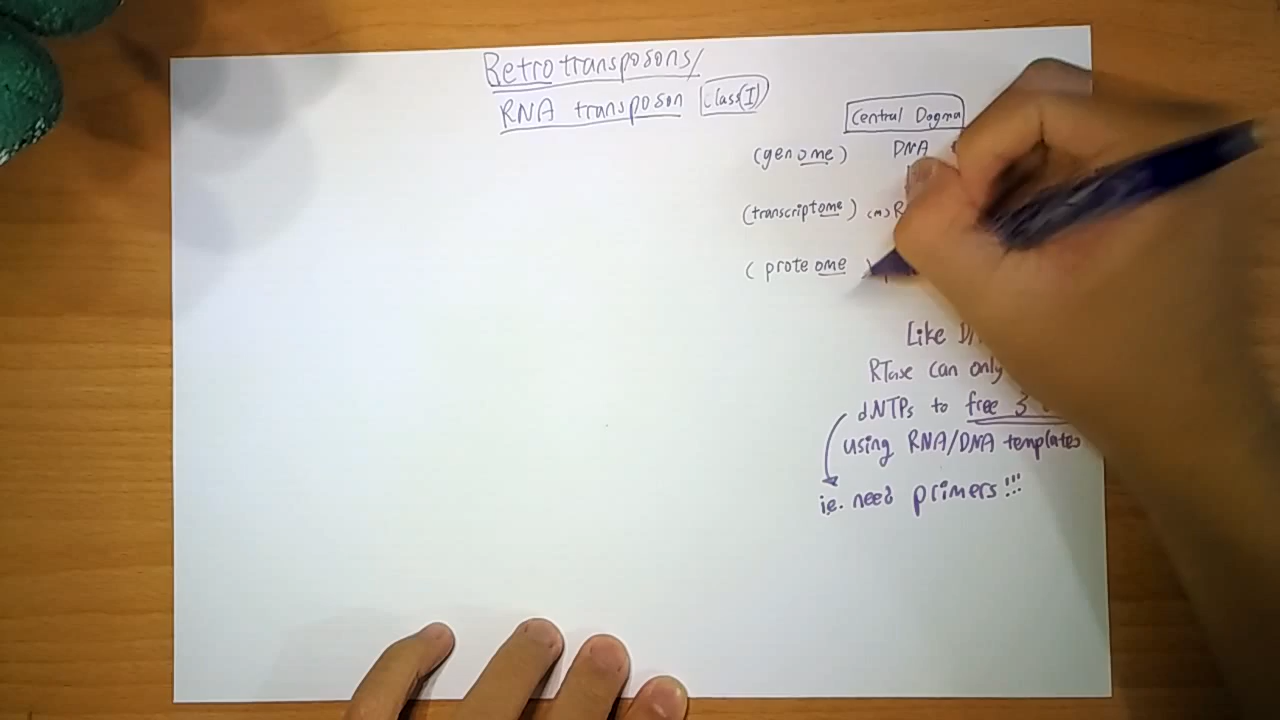 Retrotransposons/
RNA transposon Class(I)
Central Dogma
(genome) DNA
(transcriptome) (m)R
(proteome)
Like
RTase can only
dNTPs to free 3'
using RNA/DNA templates
i.e. need primers!!!